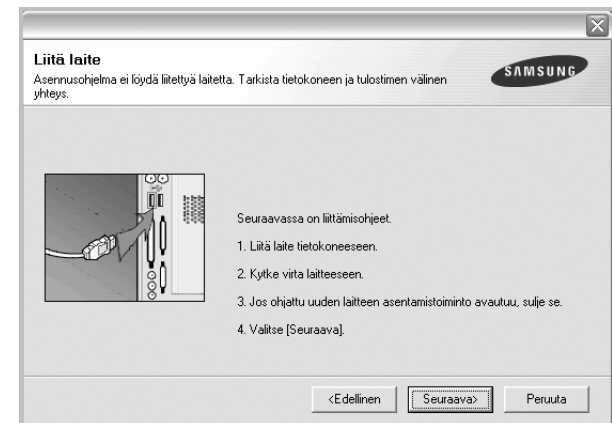 Liitä laite
Asennusohjelma ei löydä liitettyä laitetta. Tarkista tietokoneen ja tulostimen välinen
yhteys.
SAMSUNG
Seuraavassa on liittämisohjeet.
1. Liitä laite tietokoneeseen.
2. Kytke virta laitteeseen.
3. Jos ohjattu uuden laitteen asentamistoiminto avautuu, sulje se.
4. Valitse [Seuraava].
<Edellinen
Seuraava>
Peruuta